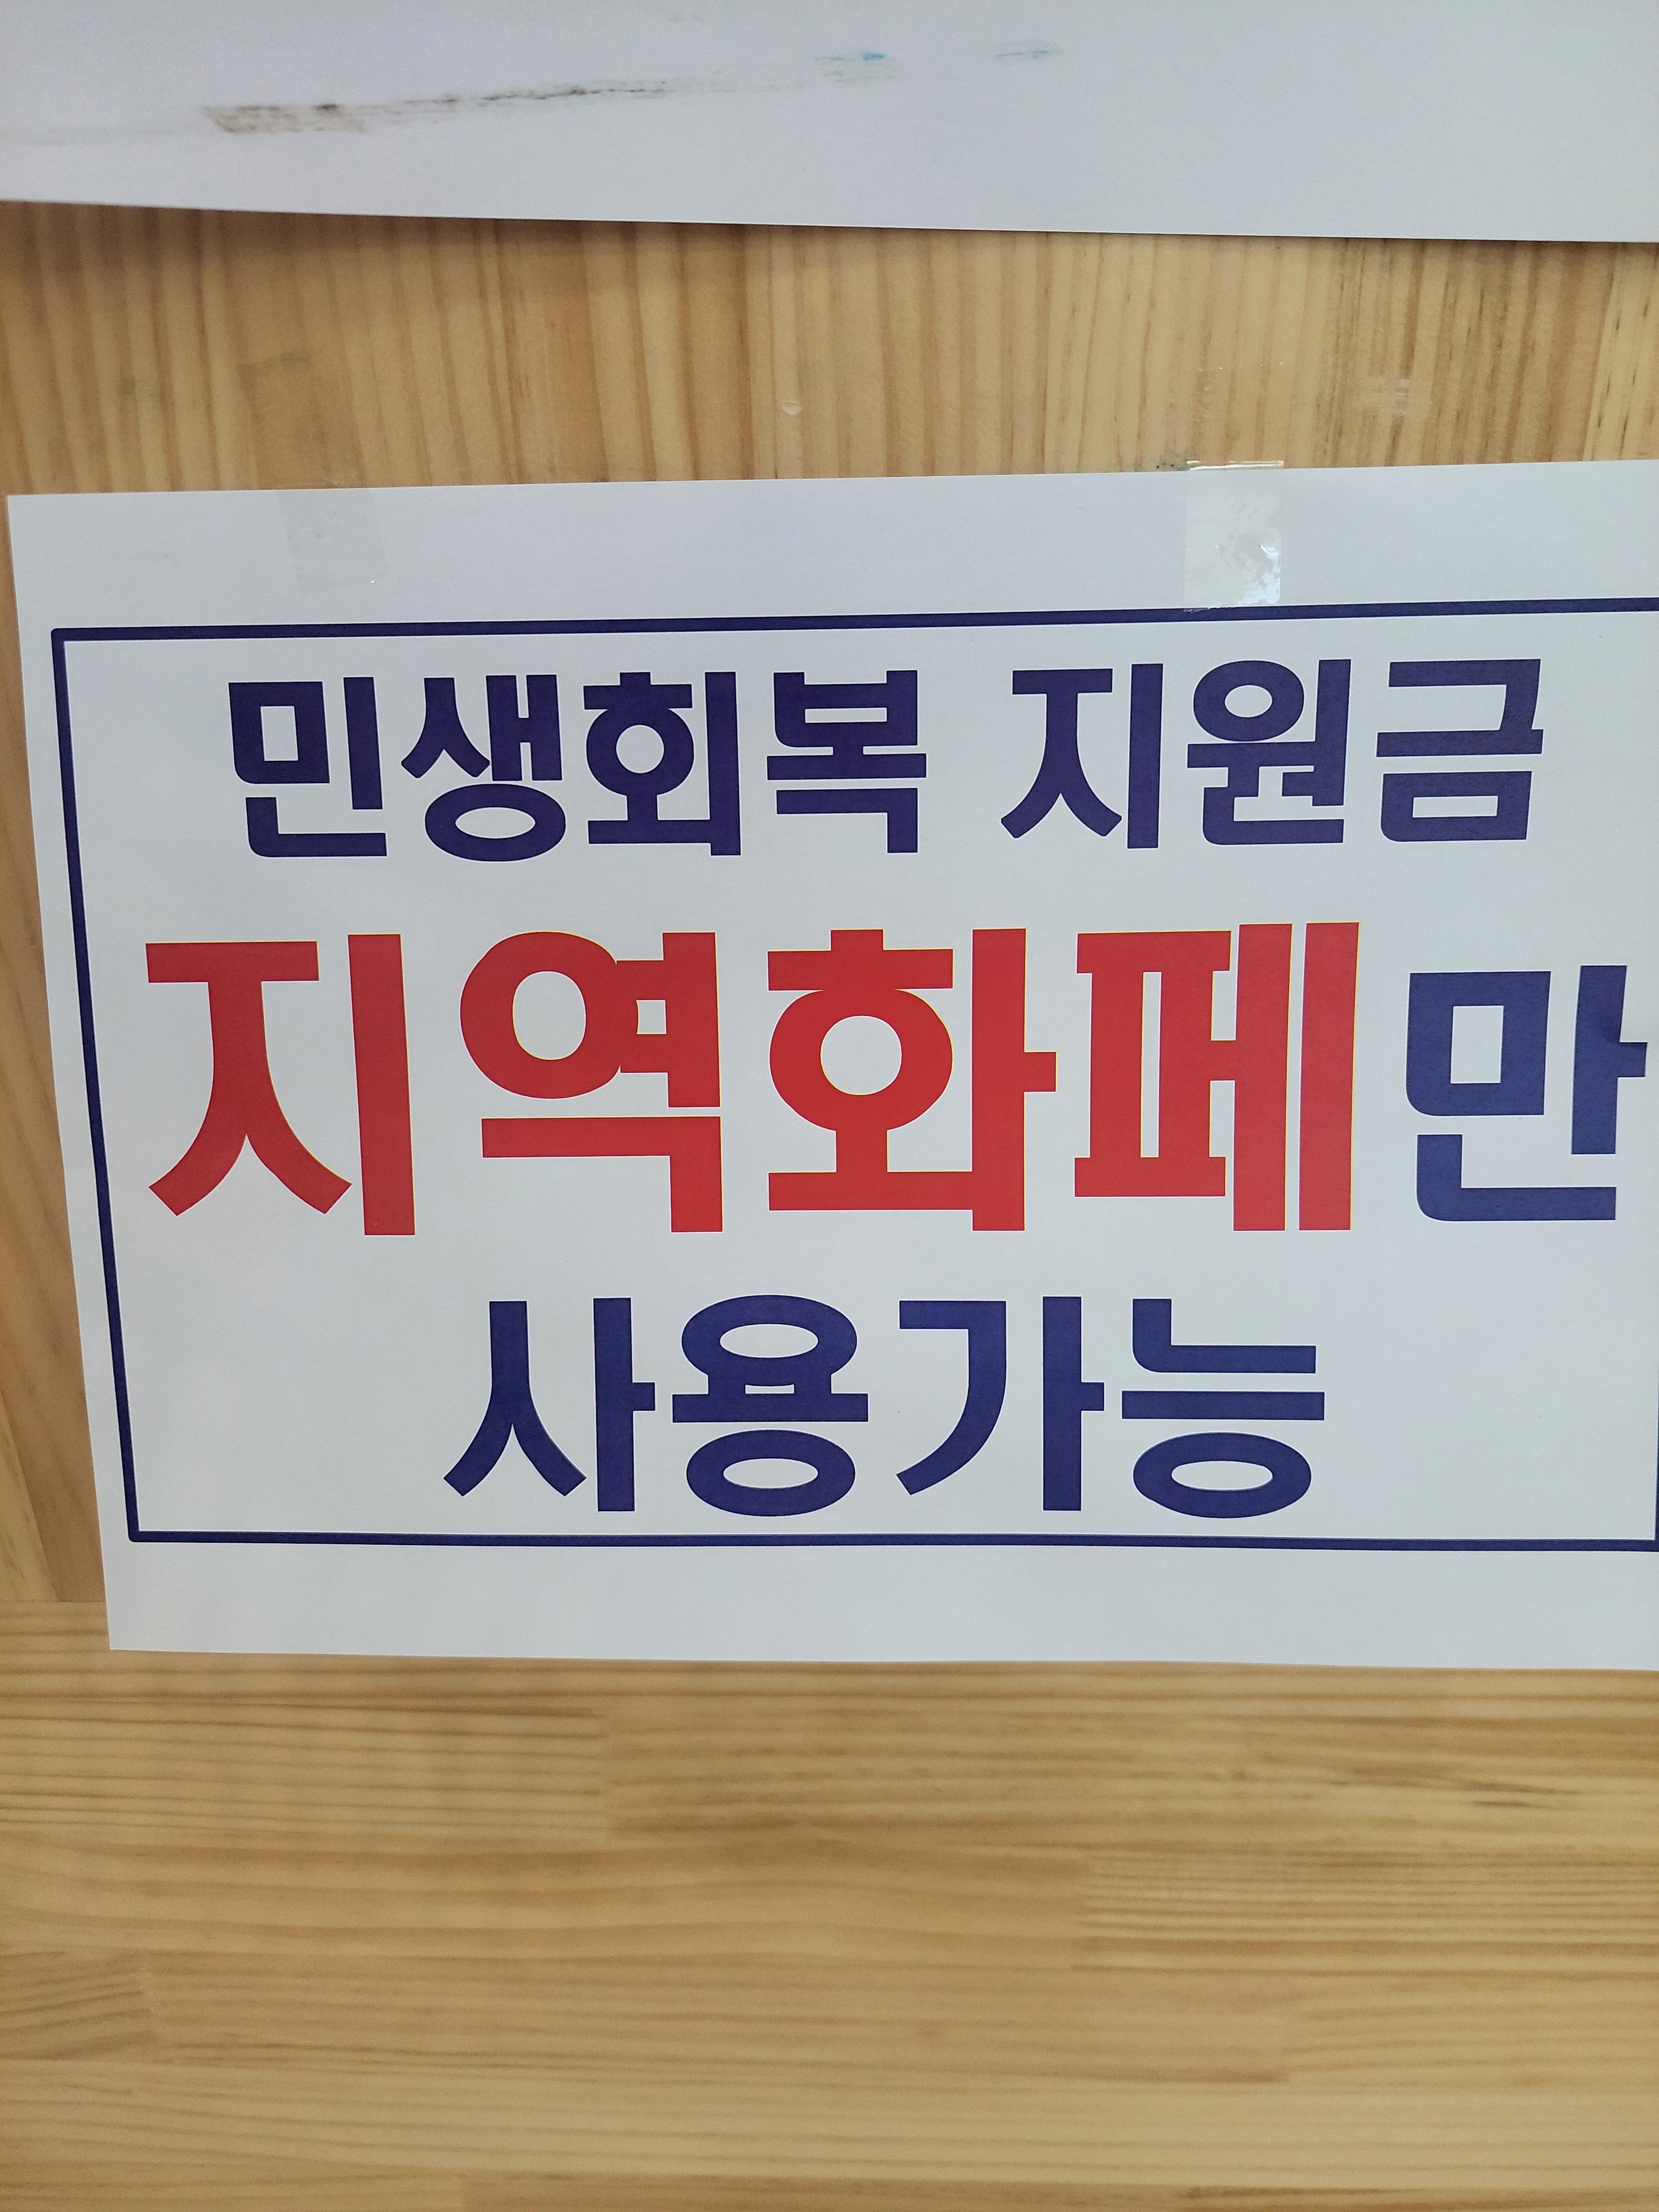 민생회복 지원금
지역화폐만
사용가능